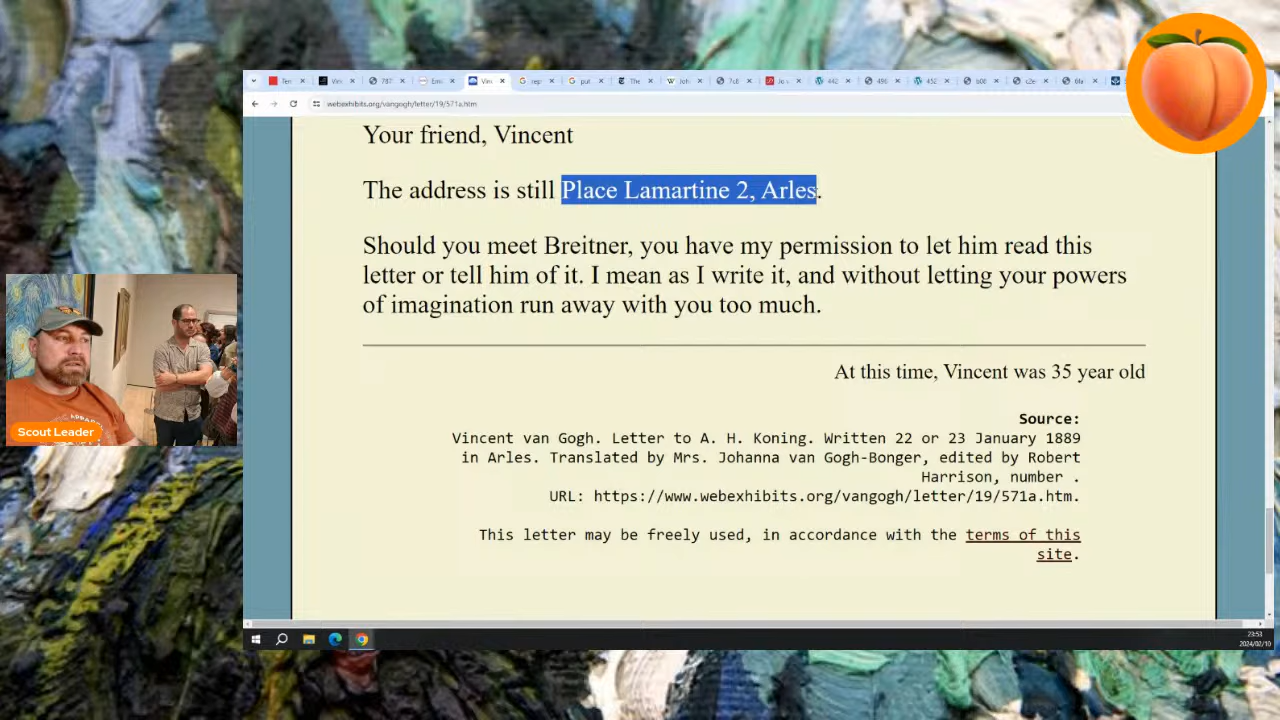 webexhibits.org/vangogh/letter/19/571a.htm
Your friend, Vincent
The address is still Place Lamartine 2, Arles.
Should you meet Breitner, you have my permission to let him read this
letter or tell him of it. I mean as I write it, and without letting your powers
of imagination run away with you too much.
At this time, Vincent was 35 year old
Source:
Vincent van Gogh. Letter to A. H. Koning. Written 22 or 23 January 1889
in Arles. Translated by Mrs. Johanna van Gogh-Bonger, edited by Robert
Harrison, number .
URL: https://www.webexhibits.org/vangogh/letter/19/571a.htm.
This letter may be freely used, in accordance with the terms of this
site.
Scout Leader
23:53
2024/02/10